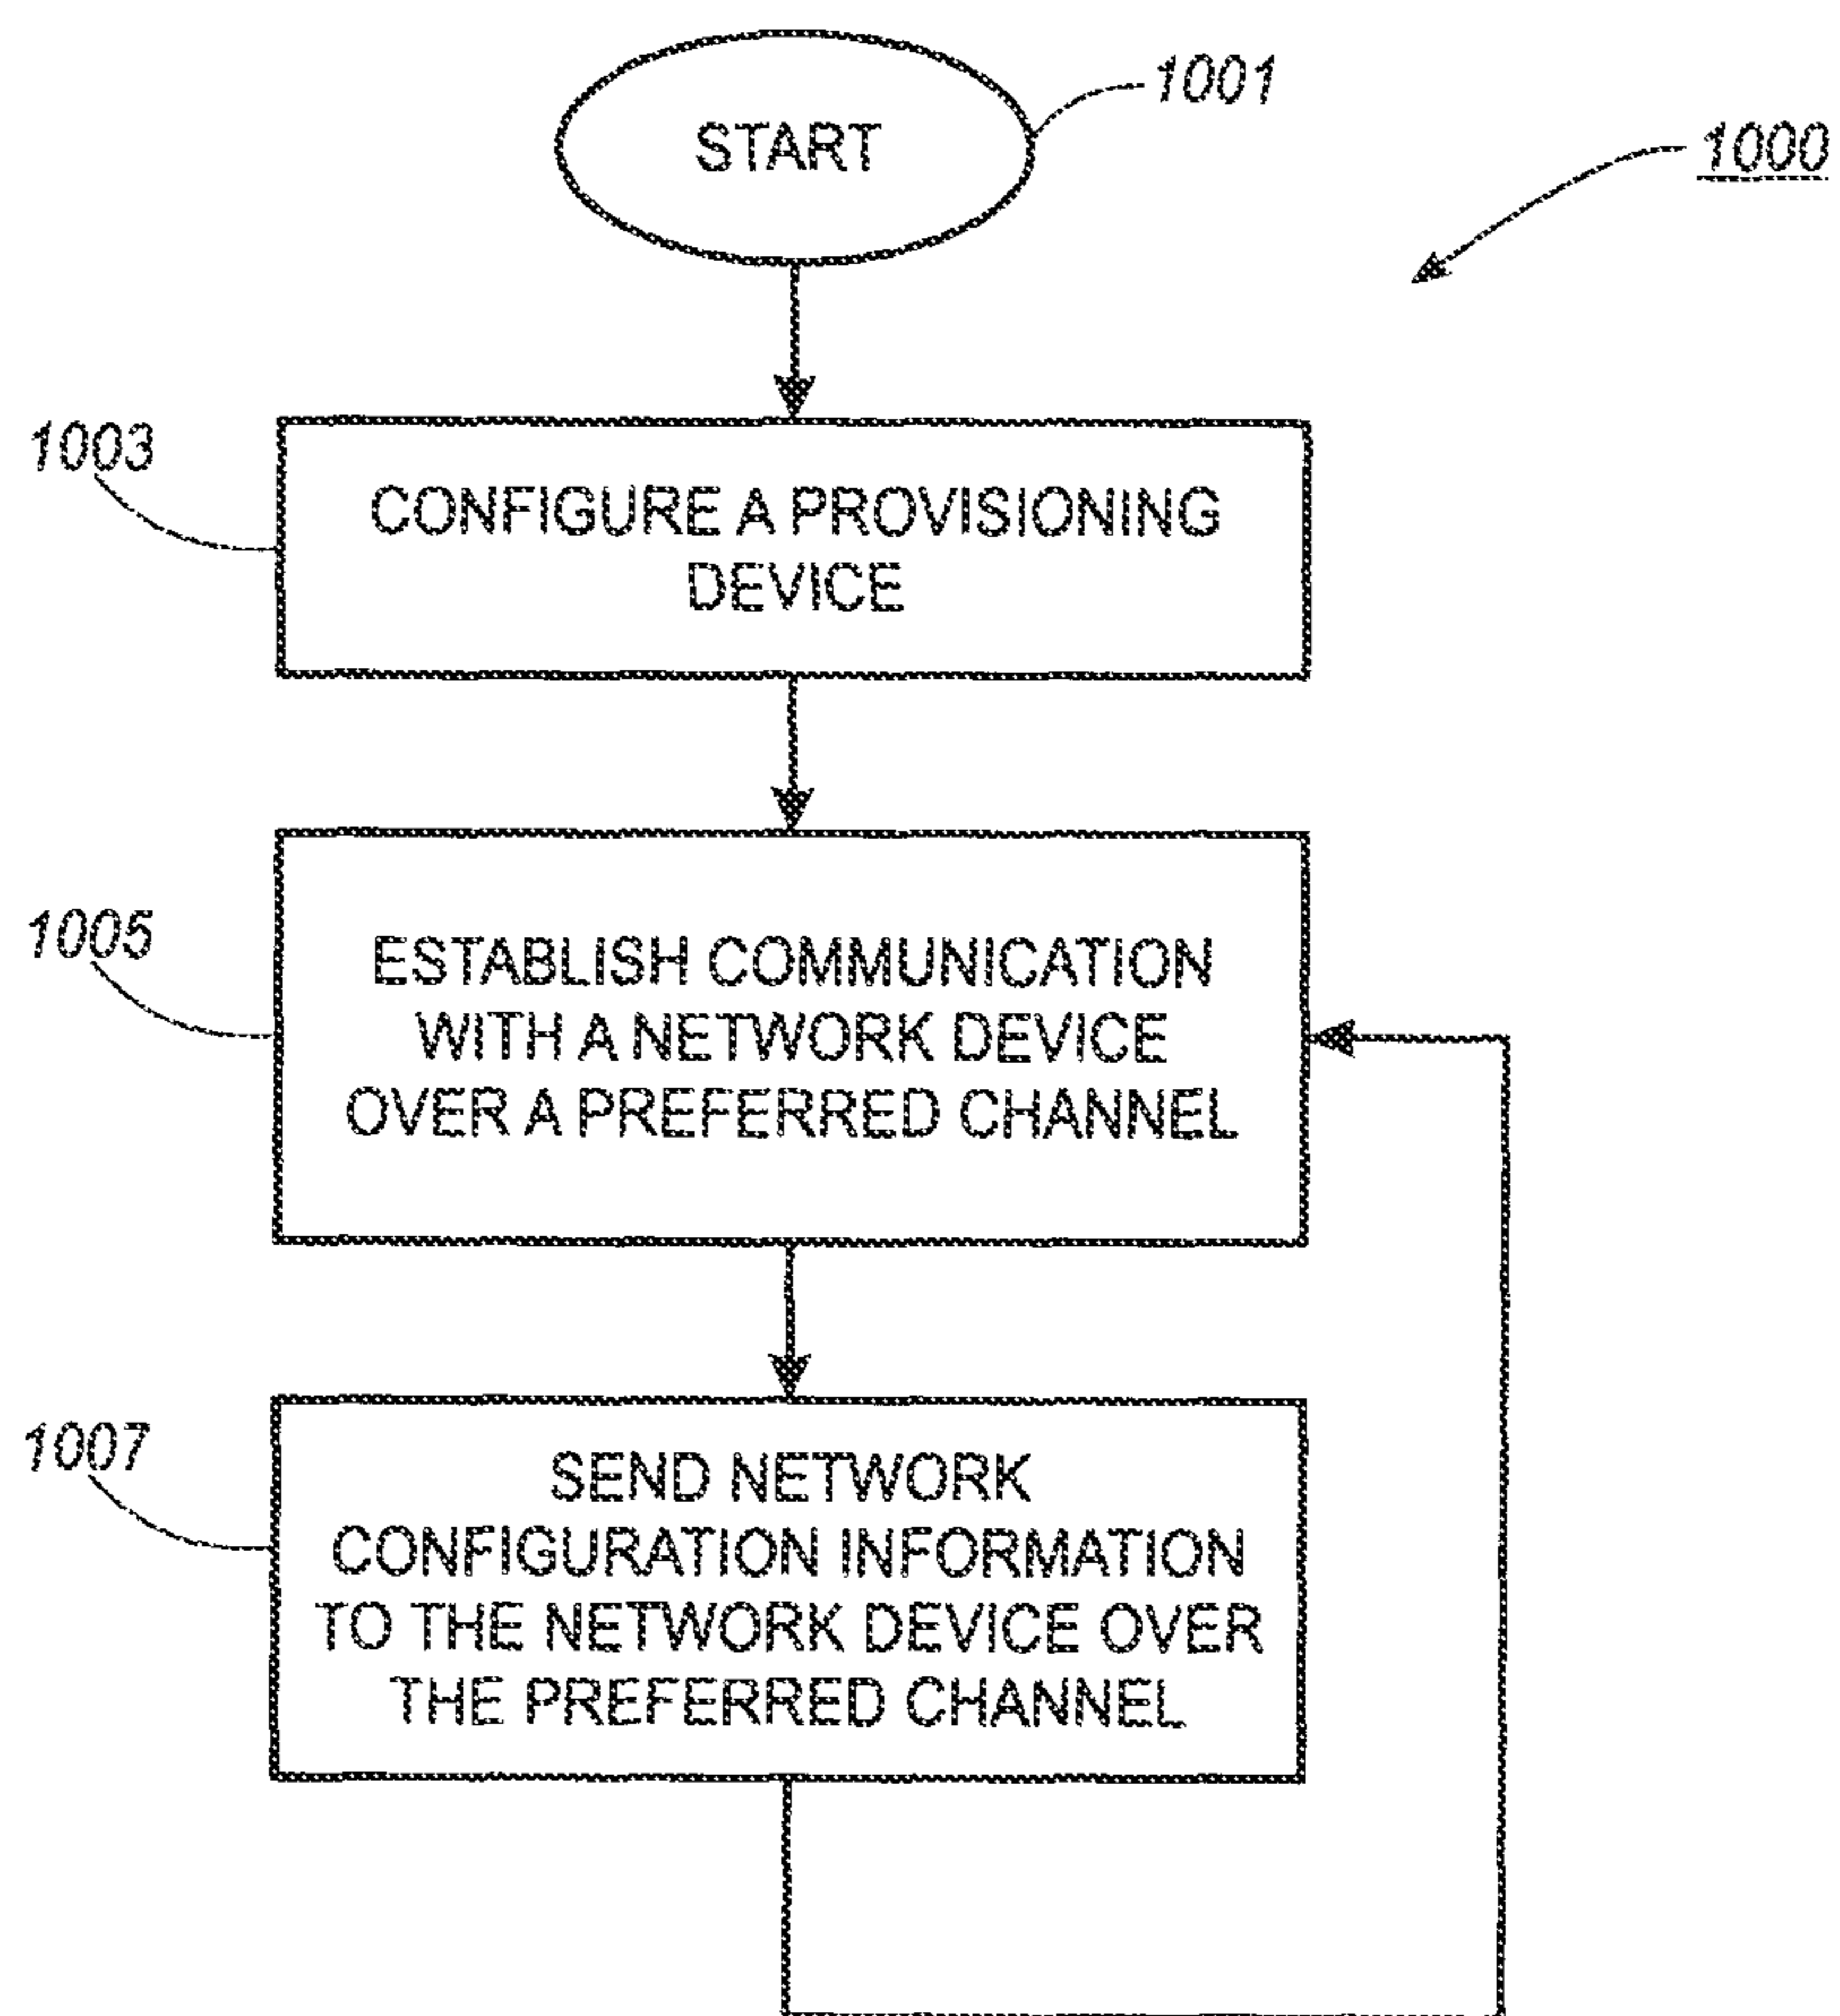 1001
START
1000
1003
CONFIGURE A PROVISIONING
DEVICE
1005
ESTABLISH COMMUNICATION
WITH A NETWORK DEVICE
OVER A PREFERRED CHANNEL
1007
SEND NETWORK
CONFIGURATION INFORMATION
TO THE NETWORK DEVICE OVER
THE PREFERRED CHANNEL